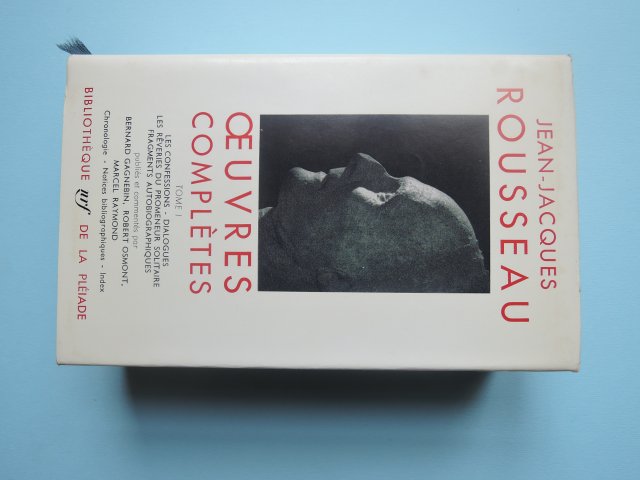 JEAN-JACQUES
ROUSSEAU
ŒUVRES
COMPLÈTES
TOME I
LES CONFESSIONS - DIALOGUES
LES RÊVERIES DU PROMENEUR SOLITAIRE
FRAGMENTS AUTOBIOGRAPHIQUES
publiés et commentés par
BERNARD GAGNEBIN, ROBERT OSMONT,
MARCEL RAYMOND
Chronologie - Notices bibliographiques - Index
BIBLIOTHÈQUE nrf DE LA PLÉIADE